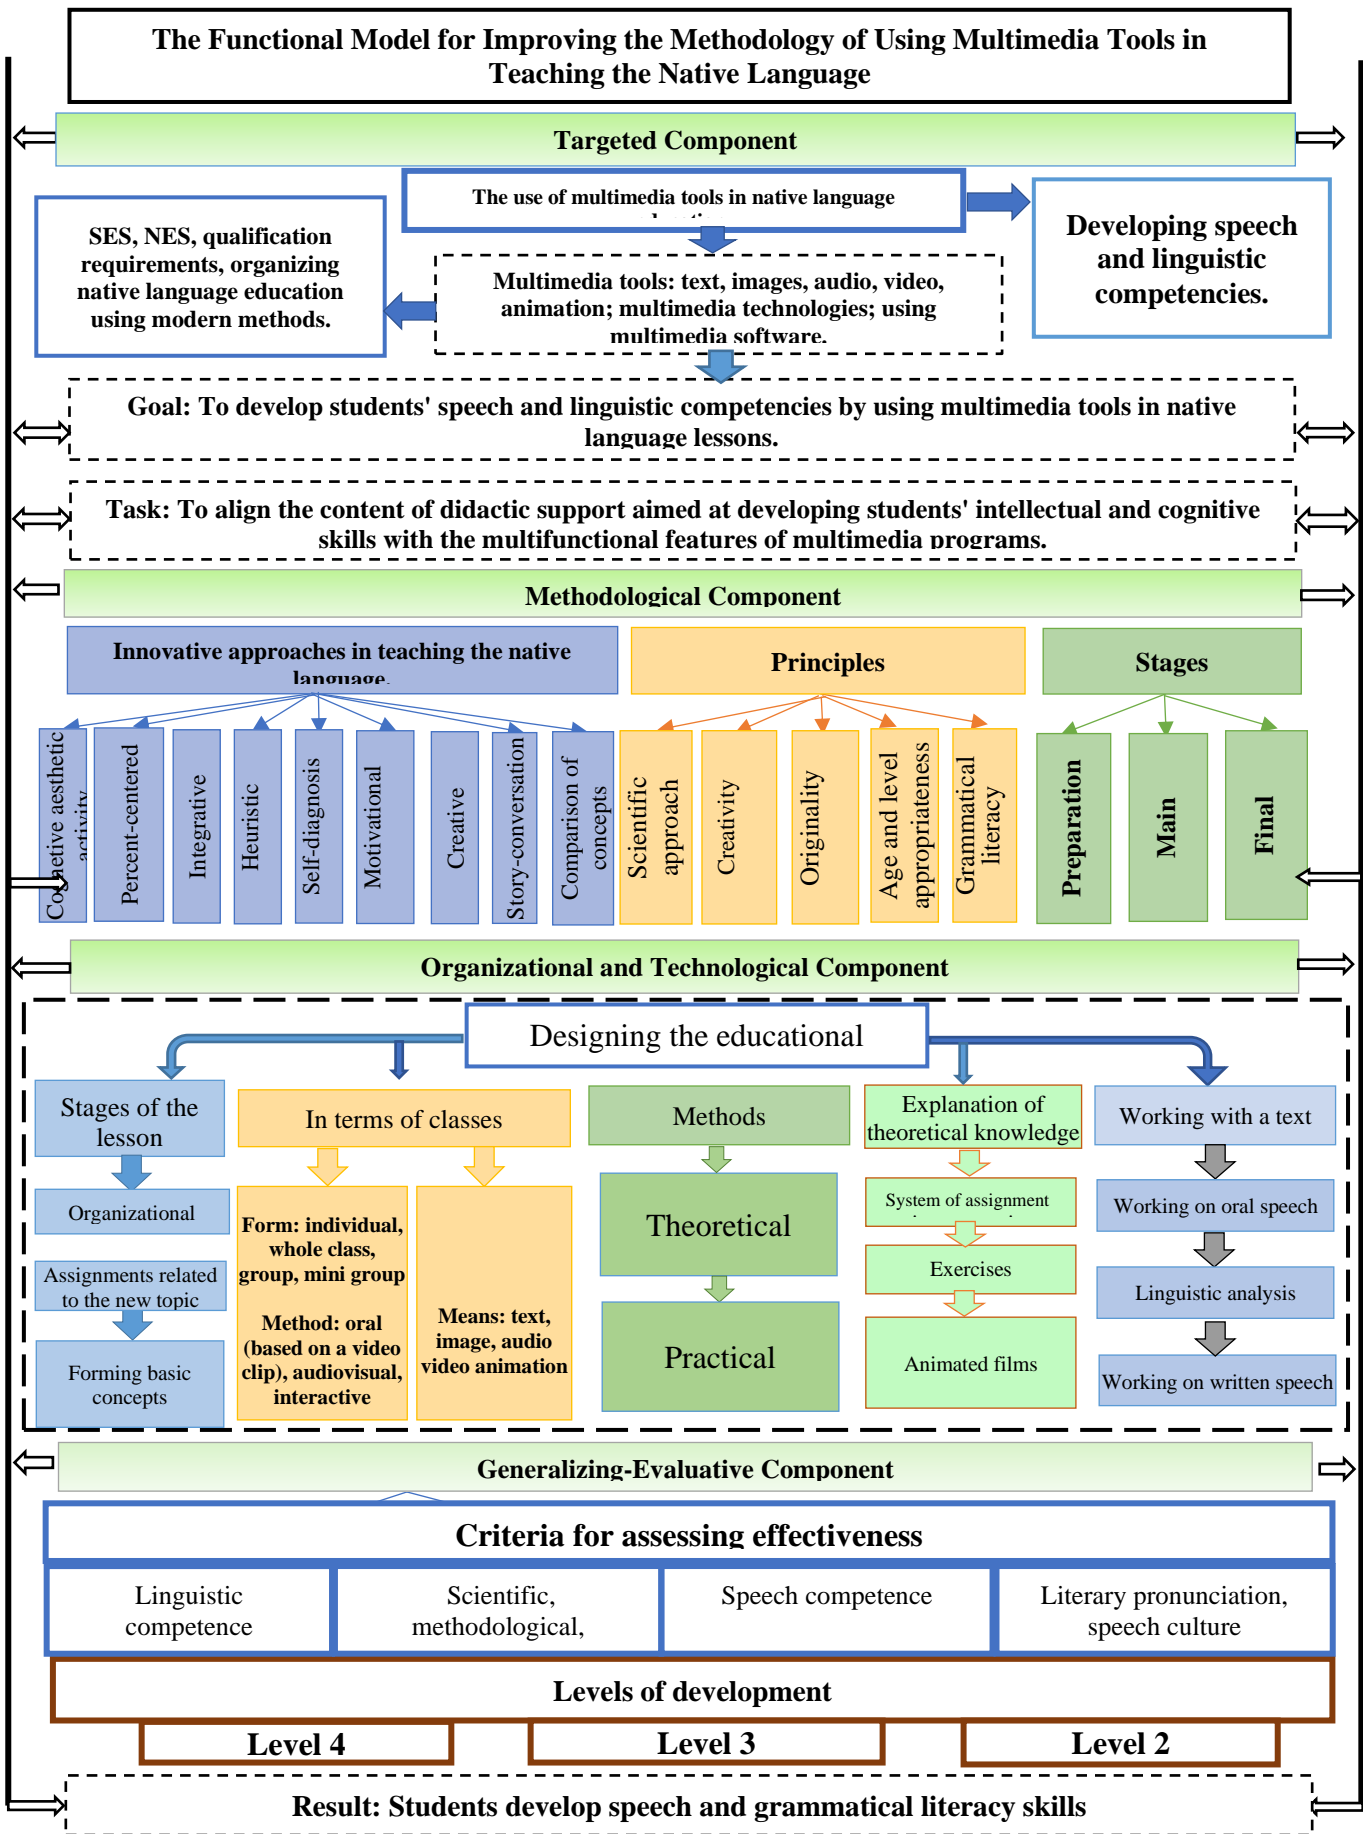 The Functional Model for Improving the Methodology of Using Multimedia Tools in
Teaching the Native Language
Targeted Component
The use of multimedia tools in native language
SES, NES, qualification
requirements, organizing
native language education
using modern methods.
Developing speech
and linguistic
competencies.
Multimedia tools: text, images, audio, video,
animation; multimedia technologies; using
multimedia software.
Goal: To develop students' speech and linguistic competencies by using multimedia tools in native
language lessons.
Task: To align the content of didactic support aimed at developing students' intellectual and cognitive
skills with the multifunctional features of multimedia programs.
Methodological Component
Innovative approaches in teaching the native
language.
Principles
Stages
Cognetive aesthetic
activity
Percent-centered
Integrative
Heuristic
Self-diagnosis
Motivational
Creative
Story-conversation
Comparison of
concepts
Scientific
approach
Creativity
Originality
Age and level
appropriateness
Grammatical
literacy
Preparation
Main
Final
Organizational and Technological Component
Designing the educational
Stages of the
lesson
Organizational
Assignments related
to the new topic
Forming basic
concepts
In terms of classes
Form: individual,
whole class,
group, mini group
Method: oral
(based on a video
clip), audiovisual,
interactive
Means: text,
image, audio
video animation
Methods
Theoretical
Practical
Explanation of
theoretical knowledge
System of assignment
Exercises
Animated films
Working with a text
Working on oral speech
Linguistic analysis
Working on written speech
Generalizing-Evaluative Component
Criteria for assessing effectiveness
Linguistic
competence
Scientific,
methodological,
Speech competence
Literary pronunciation,
speech culture
Levels of development
Level 4
Level 3
Level 2
Result: Students develop speech and grammatical literacy skills